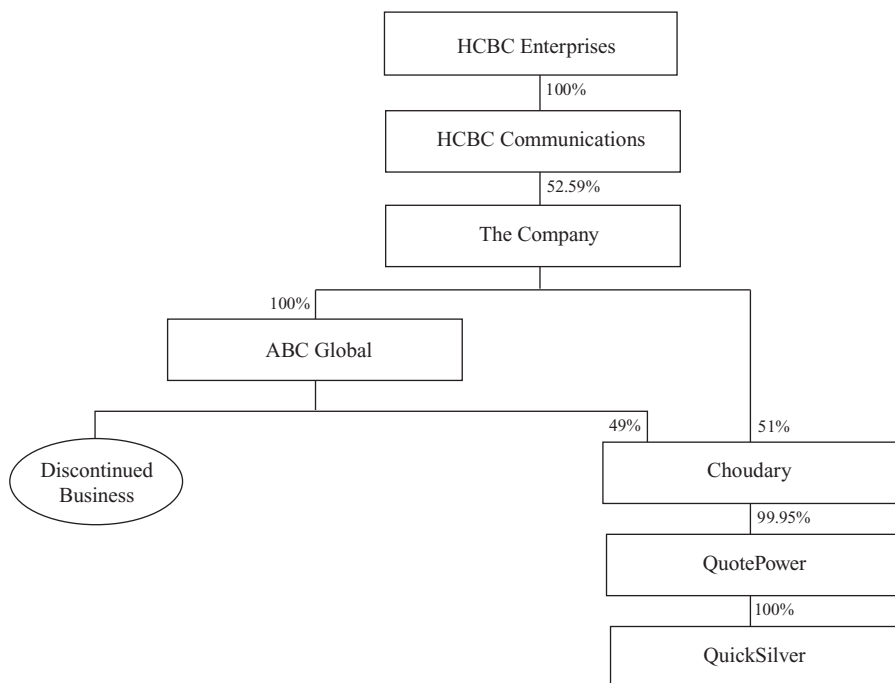 HCBC Enterprises
100%
HCBC Communications
52.59%
The Company
100%
ABC Global
49%
51%
Discontinued
Business
Choudary
99.95%
QuotePower
100%
QuickSilver